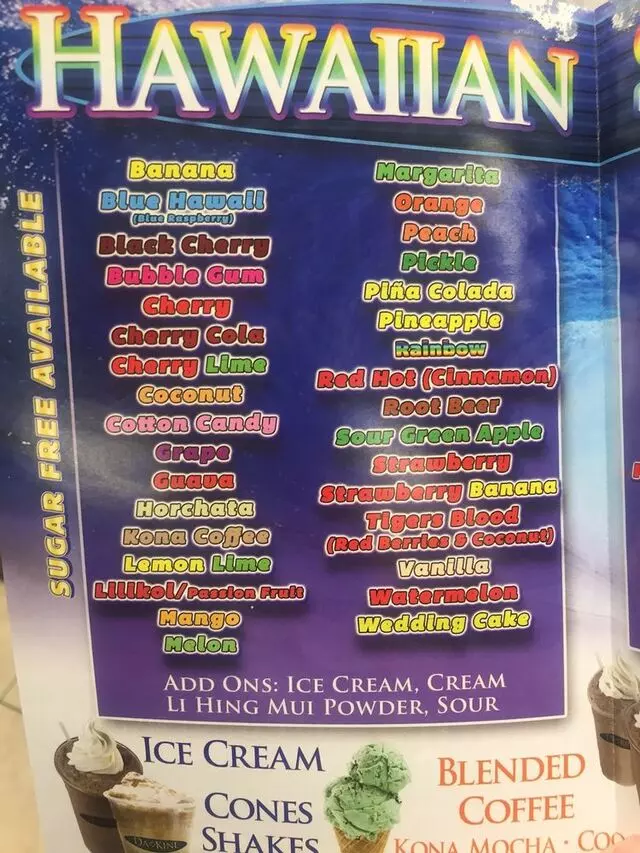 HAWAIIAN
SUGAR FREE AVAILABLE
Banana
Blue Hawaii
(Blue Raspberry)
Black Cherry
Bubble Gum
Cherry
Cherry Cola
Cherry Lime
Coconut
Cotton Candy
Grape
Guava
Horchata
Kona Coffee
Lemon Lime
Lilikoi/Passion Fruit
Mango
Melon
Margarita
Orange
Peach
Pickle
Piña Colada
Pineapple
Rainbow
Red Hot (Cinnamon)
Root Beer
Sour Green Apple
Strawberry
Strawberry Banana
Tigers Blood
(Red Berries & Coconut)
Vanilla
Watermelon
Wedding Cake
ADD ONS: ICE CREAM, CREAM
LI HING MUI POWDER, SOUR
ICE CREAM
CONES
SHAKES
DA KINE
BLENDED
COFFEE
KONA MOCHA · COO